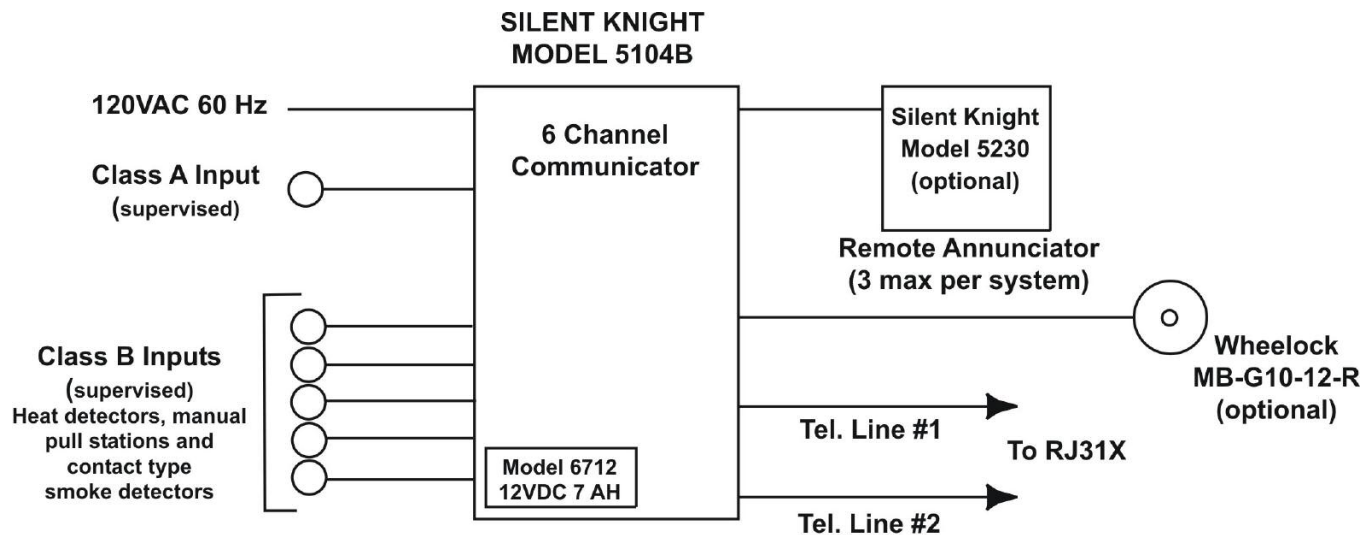 SILENT KNIGHT
MODEL 5104B
120VAC 60 Hz
Class A Input
(supervised)
6 Channel
Communicator
Silent Knight
Model 5230
(optional)
Remote Annunciator
(3 max per system)
Class B Inputs
(supervised)
Heat detectors, manual
pull stations and
contact type
smoke detectors
Model 6712
12VDC 7 AH
Wheelock
MB-G10-12-R
(optional)
Tel. Line #1
To RJ31X
Tel. Line #2